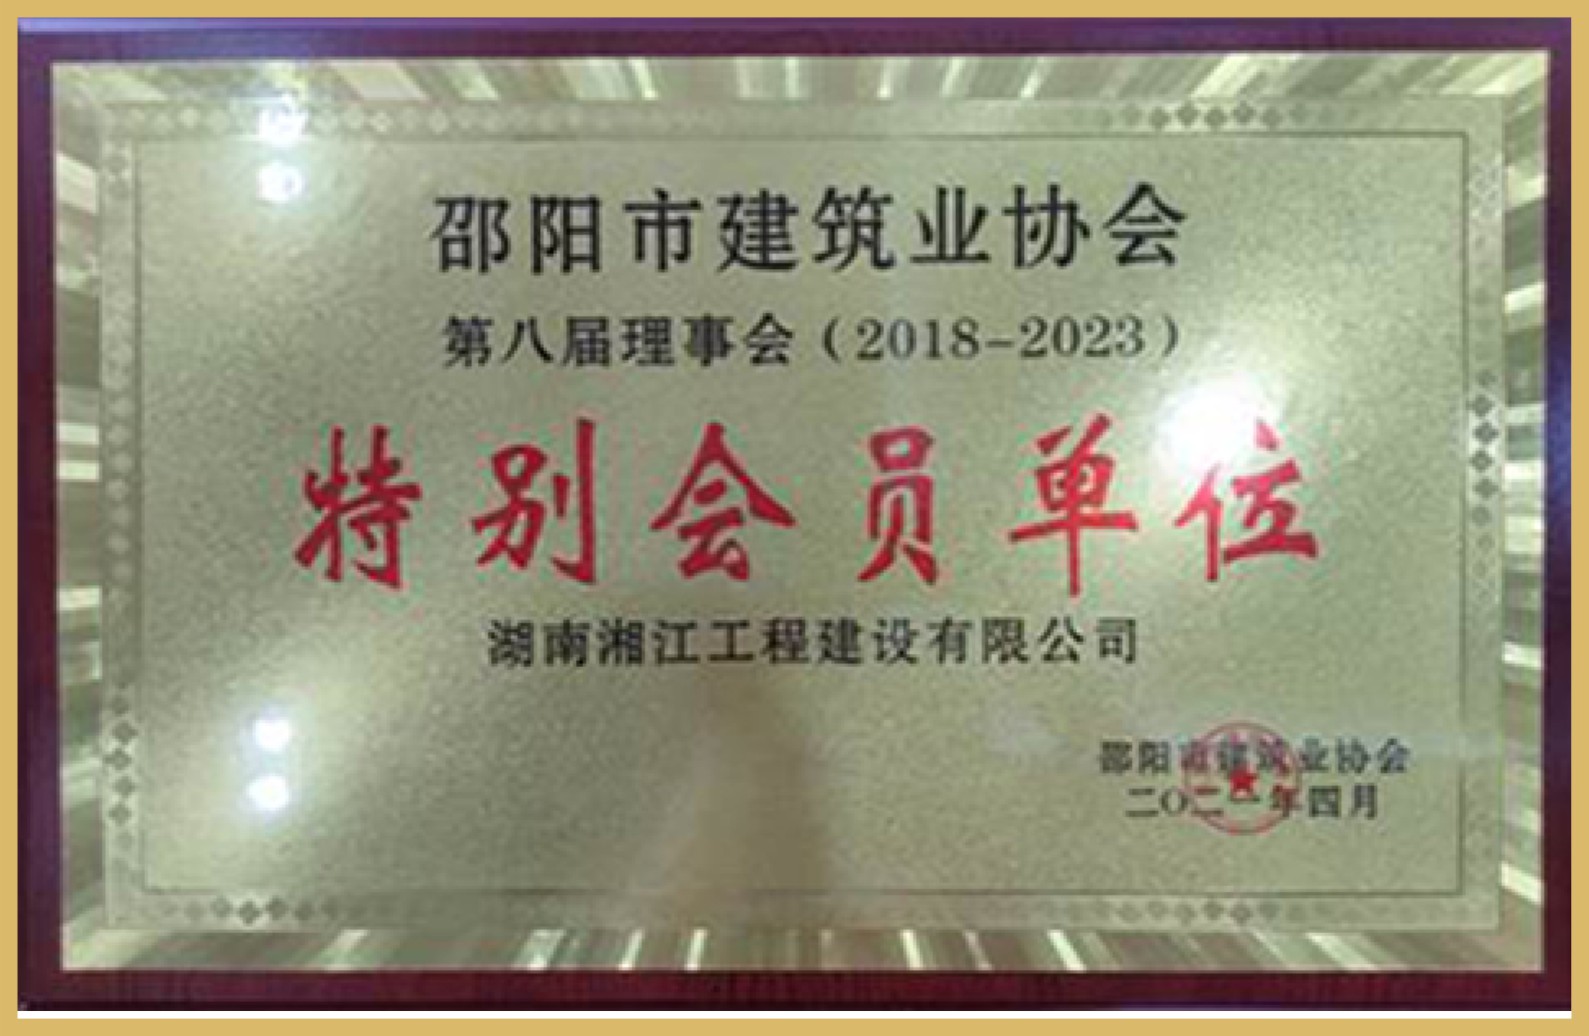 邵阳市建筑业协会
第八届理事会（2018-2023）
特别会员单位
湖南湘江工程建设有限公司
邵阳市建筑业协会
二〇二一年四月